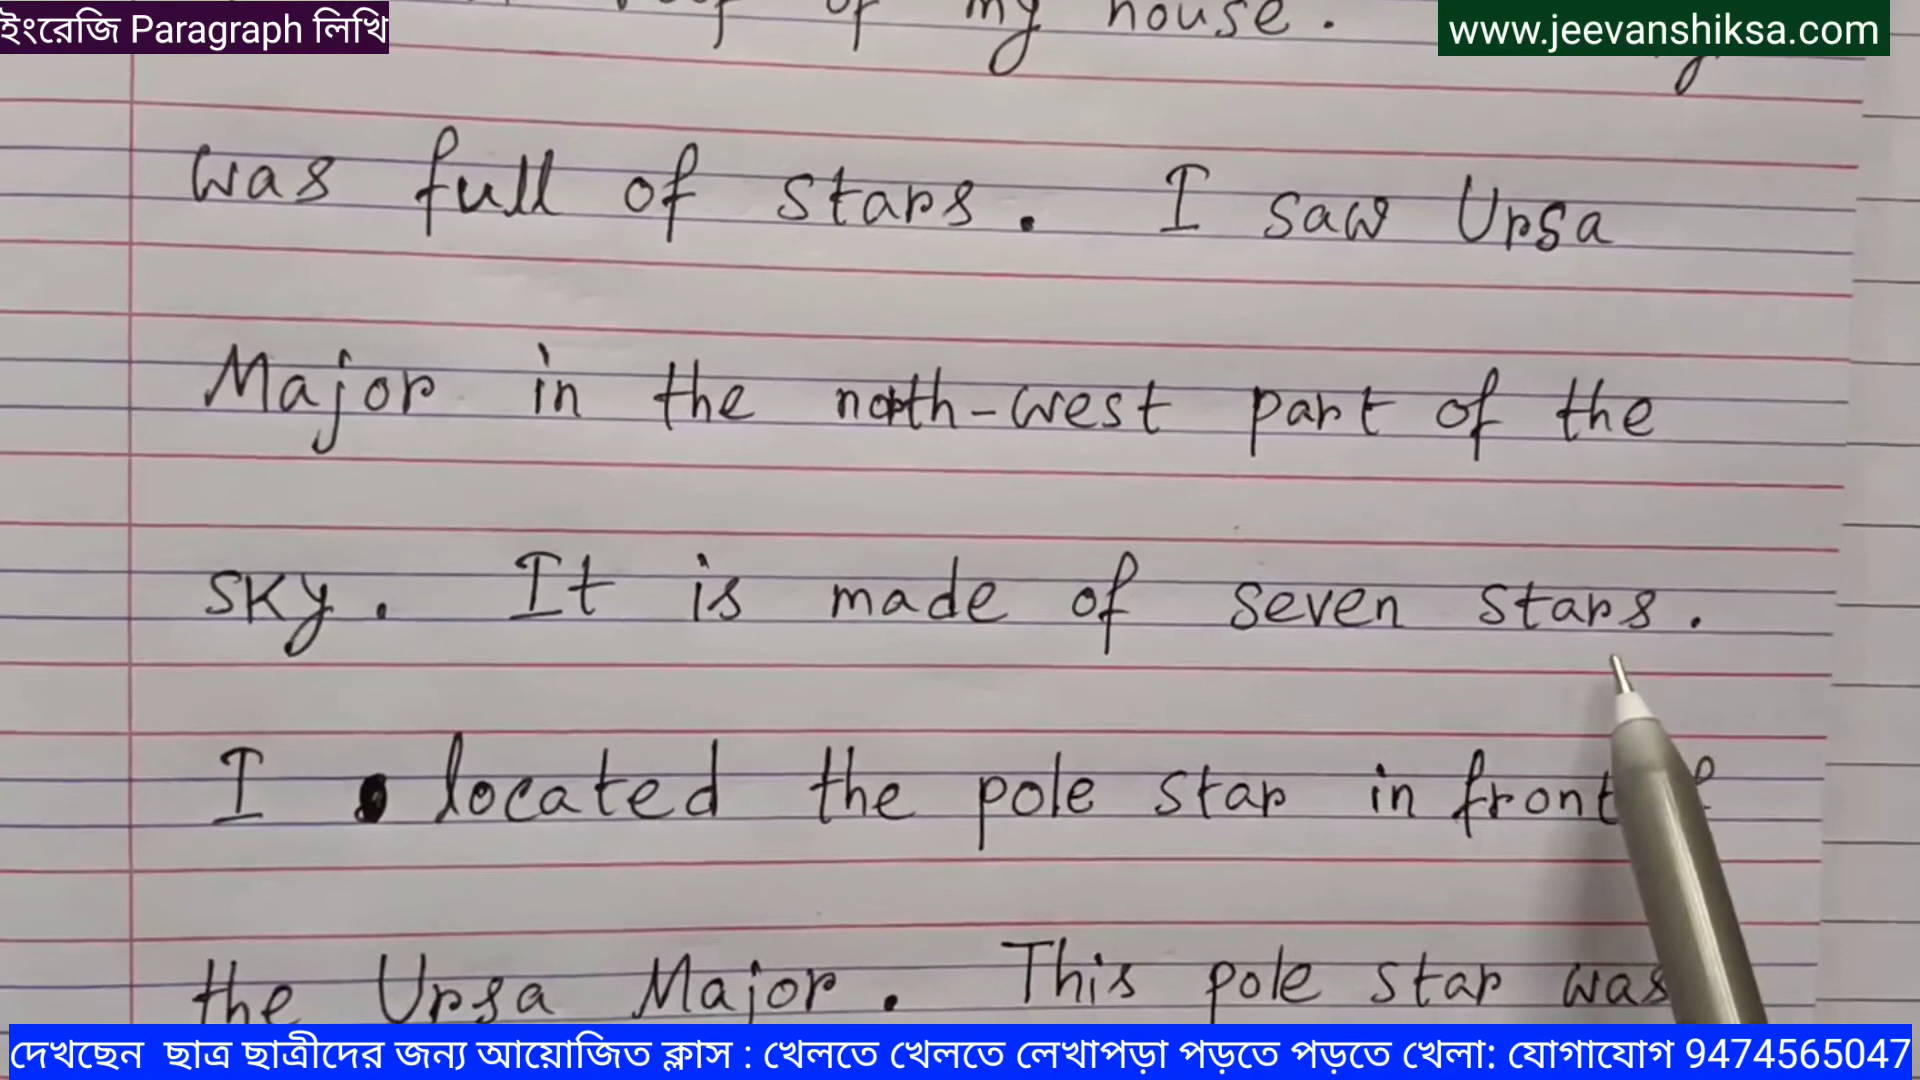 ইংরেজি Paragraph লিখি
www.jeevanshiksa.com
of my house.
was full of stars. I saw Ursa
Major in the north-west part of the
sky. It is made of seven stars.
I located the pole star in front
the Ursa Major. This pole star was
দেখছেন ছাত্র ছাত্রীদের জন্য আয়োজিত ক্লাস : খেলতে খেলতে লেখাপড়া পড়তে পড়তে খেলা: যোগাযোগ 9474565047